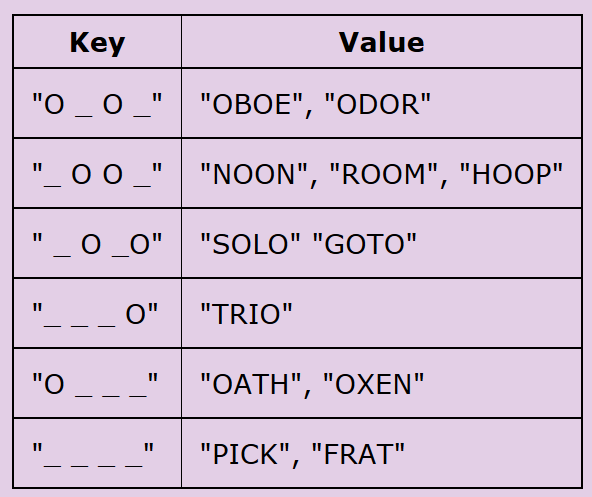 Key Value
"O _ O _" "OBOE", "ODOR"
"_ O O _" "NOON", "ROOM", "HOOP"
" _ O _O" "SOLO" "GOTO"
"_ _ _ O" "TRIO"
"O _ _ _" "OATH", "OXEN"
"_ _ _ _" "PICK", "FRAT"